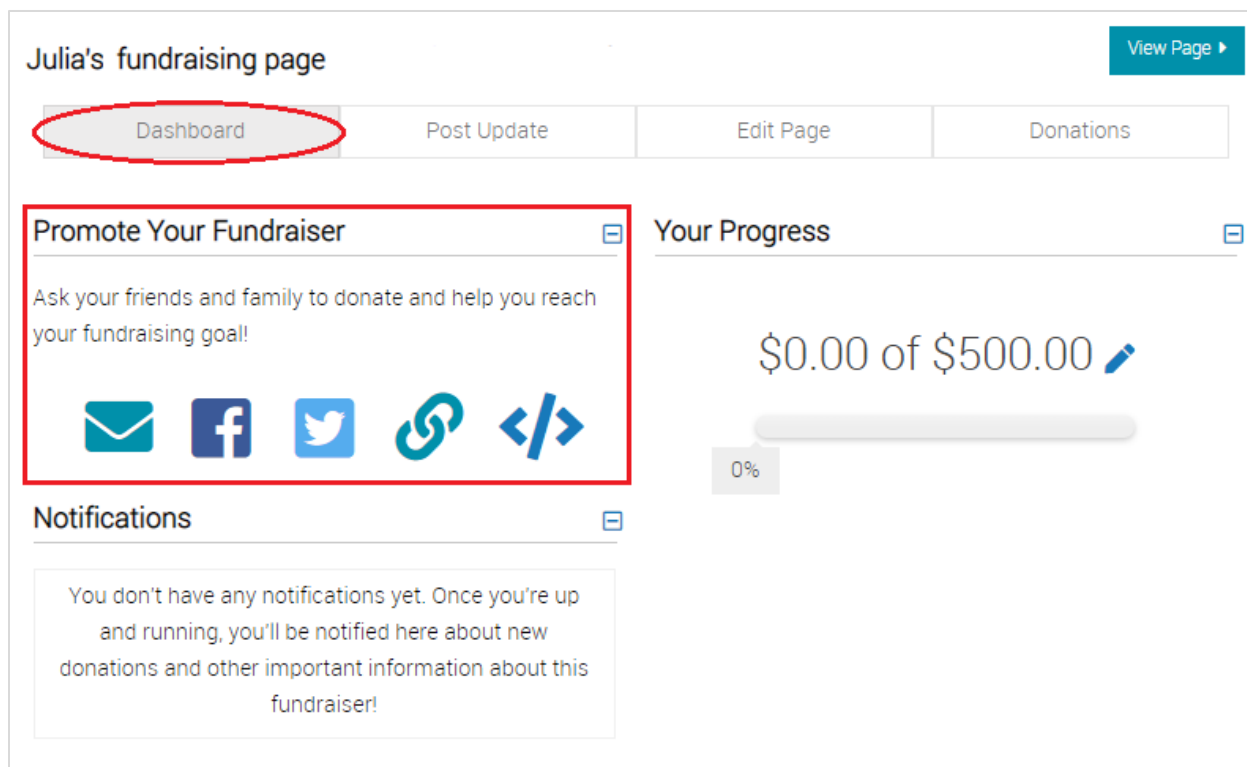 Julia's fundraising page
View Page
Dashboard
Post Update
Edit Page
Donations
Promote Your Fundraiser
Ask your friends and family to donate and help you reach
your fundraising goal!
Notifications
You don't have any notifications yet. Once you're up
and running, you'll be notified here about new
donations and other important information about this
fundraiser!
Your Progress
$0.00 of $500.00
0%